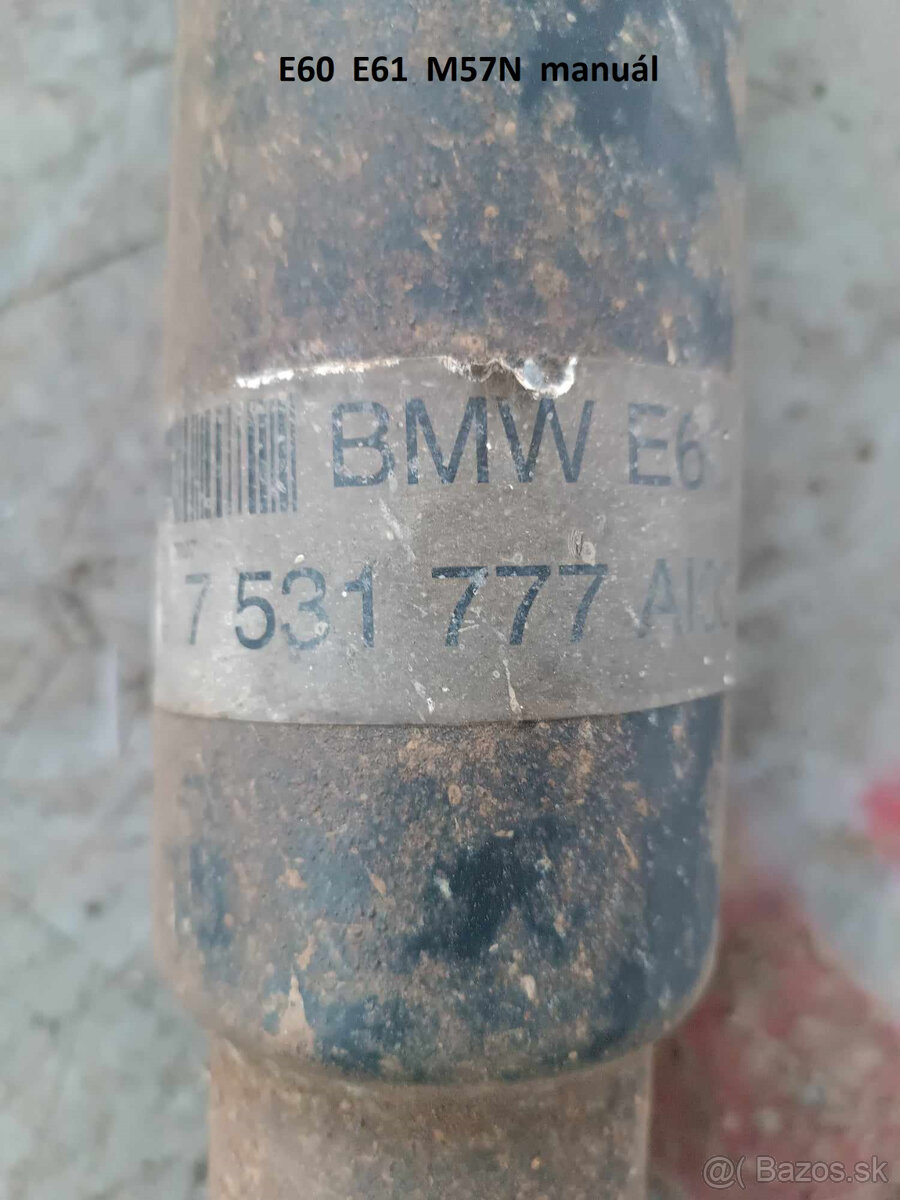 E60 E61 M57N manuál
BMW E6
7 531 777
@( Bazos.sk